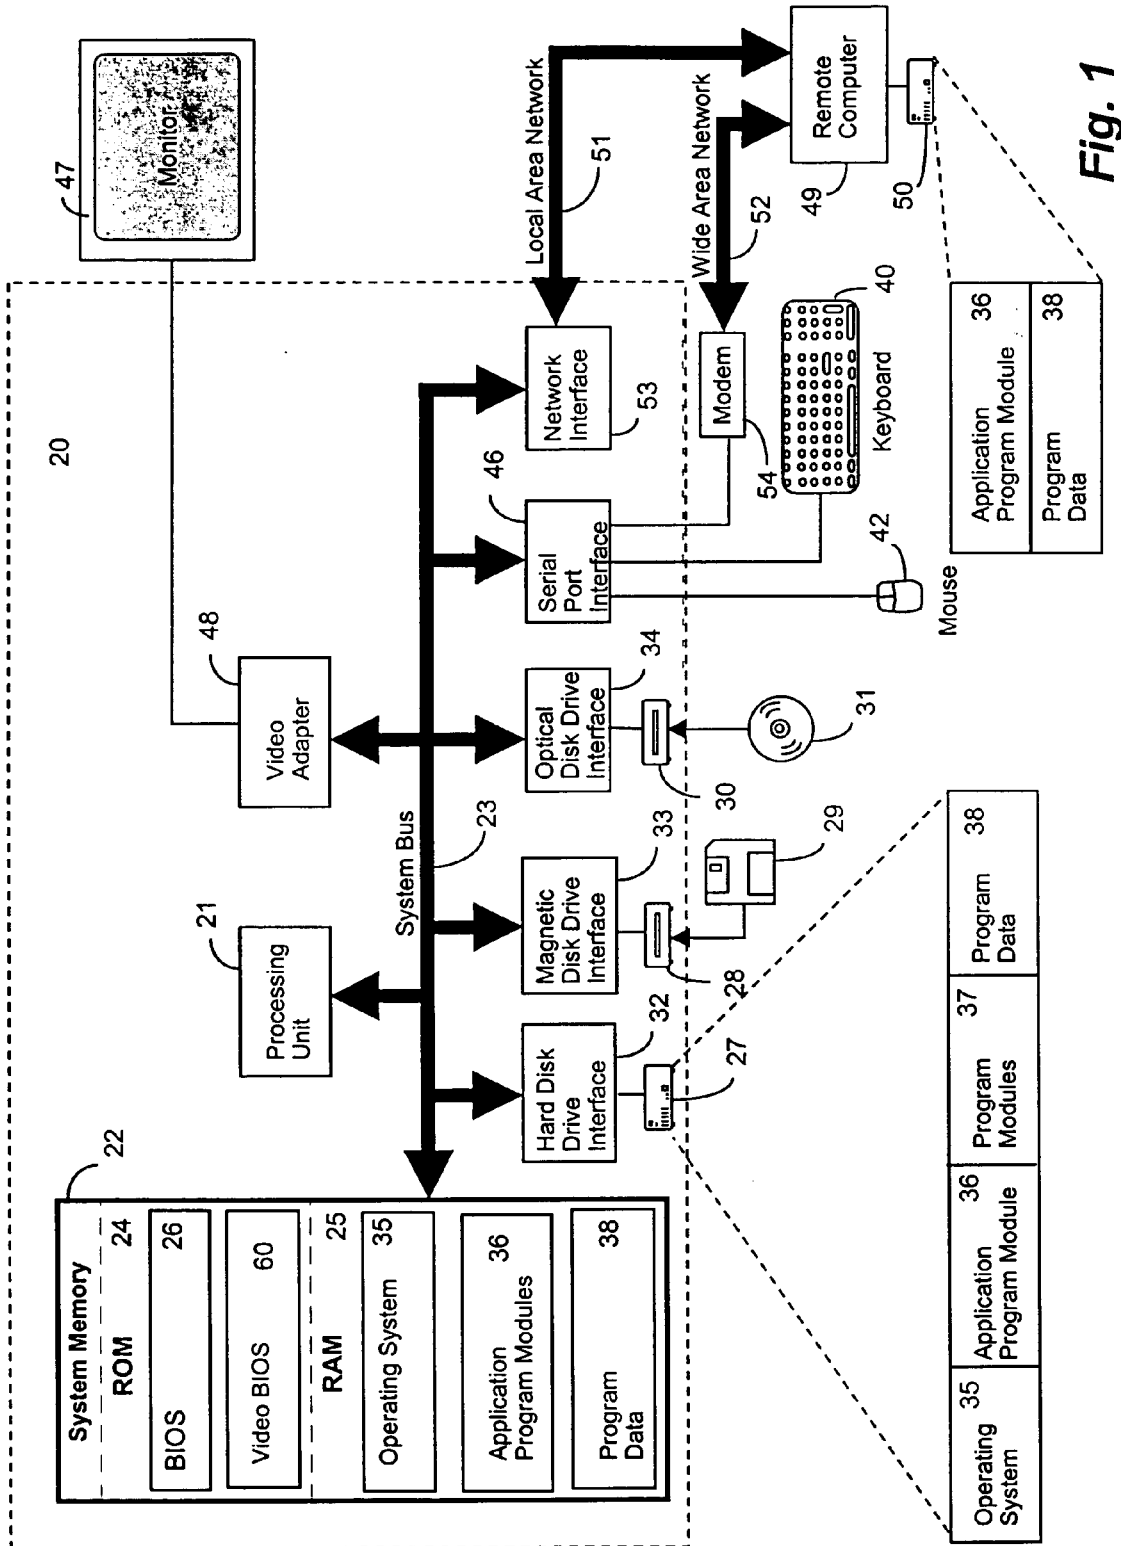 System Memory
22
ROM
24
BIOS
26
Video BIOS
60
RAM
25
Operating System
35
Application
Program Modules
36
Program
Data
38
21
Processing
Unit
48
Video
Adapter
20
47
Monitor
System Bus
23
Hard Disk
Drive
Interface
32
Magnetic
Disk Drive
Interface
33
Optical
Disk Drive
Interface
34
Serial
Port
Interface
46
Network
Interface
53
Local Area Network
51
27
28
30
29
31
Modem
54
Wide Area Network
52
Mouse
42
Keyboard
40
Remote
Computer
49
50
Operating
System
35
Application
Program Module
36
Program
Modules
37
Program
Data
38
Application
Program Module
36
Program
Data
38
Fig. 1